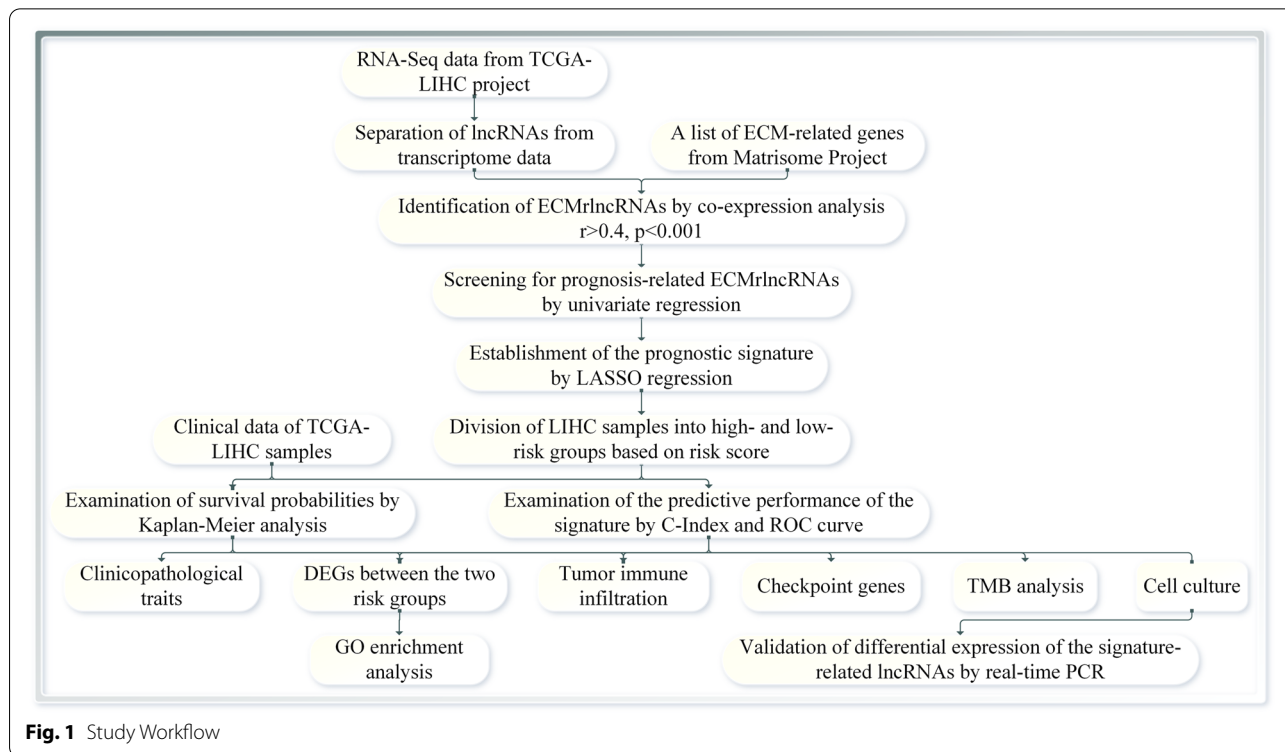 RNA-Seq data from TCGA-
LIHC project
Separation of lncRNAs from
transcriptome data
A list of ECM-related genes
from Matrisome Project
Identification of ECMrlncRNAs by co-expression analysis
r>0.4, p<0.001
Screening for prognosis-related ECMrlncRNAs
by univariate regression
Establishment of the prognostic signature
by LASSO regression
Clinical data of TCGA-
LIHC samples
Division of LIHC samples into high- and low-
risk groups based on risk score
Examination of survival probabilities by
Kaplan-Meier analysis
Examination of the predictive performance of the
signature by C-Index and ROC curve
Clinicopathological
traits
DEGs between the two
risk groups
Tumor immune
infiltration
Checkpoint genes
TMB analysis
Cell culture
GO enrichment
analysis
Validation of differential expression of the signature-
related lncRNAs by real-time PCR
Fig. 1 Study Workflow